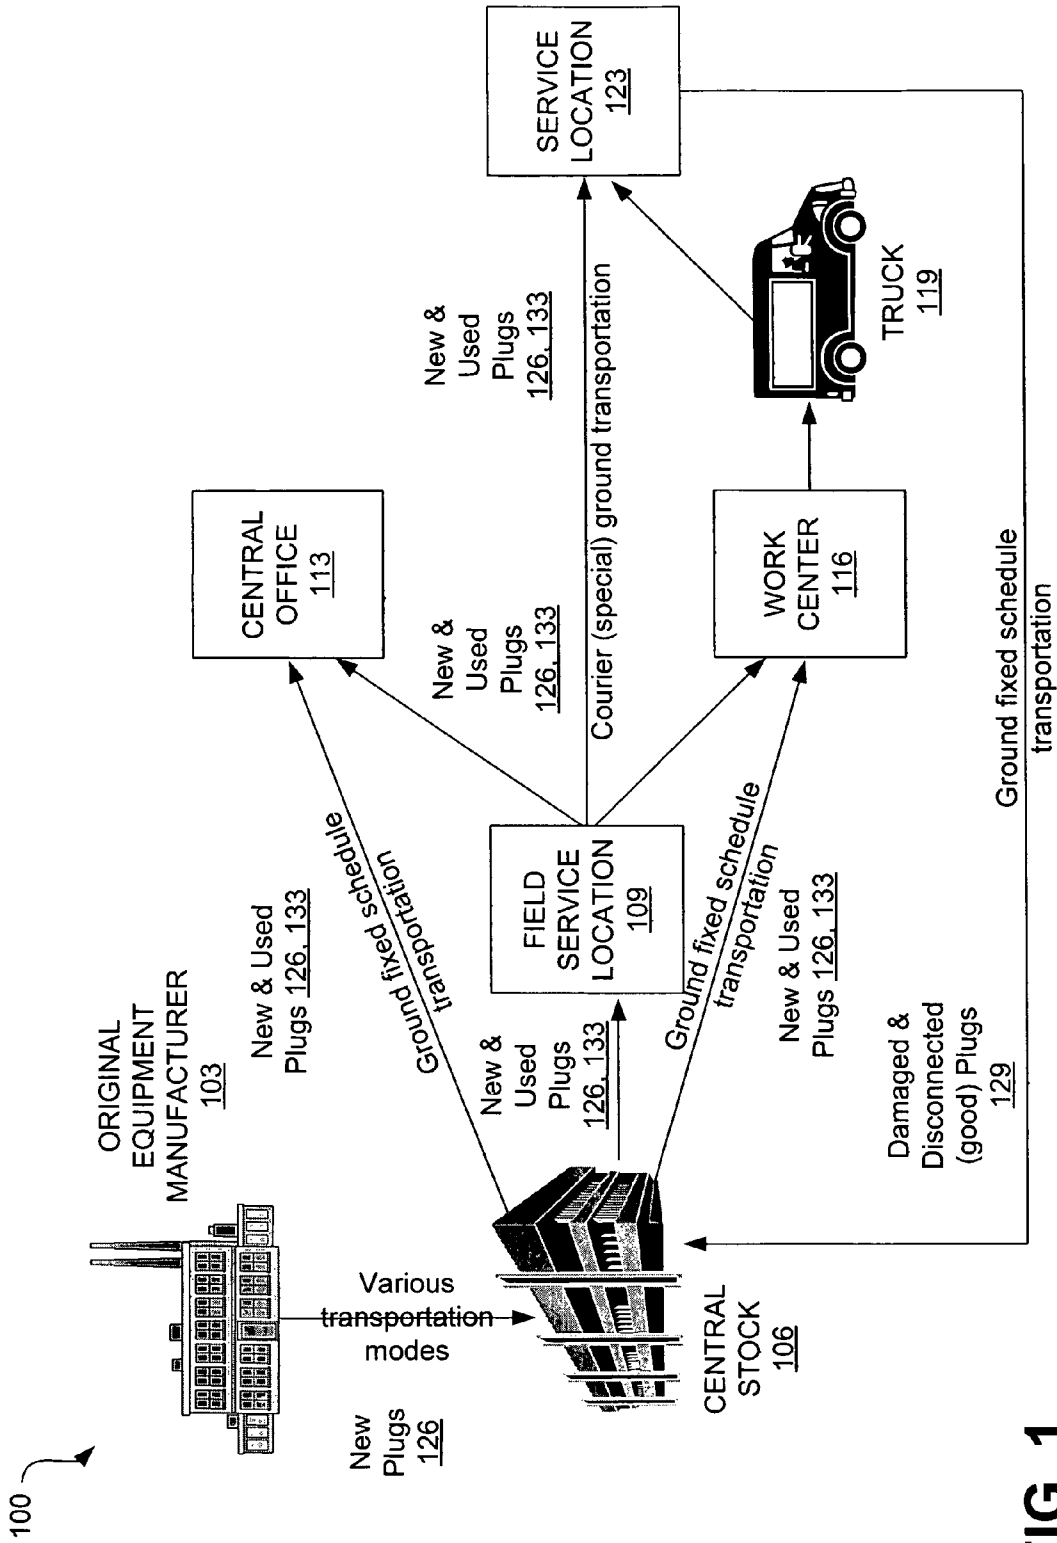 100
ORIGINAL
EQUIPMENT
MANUFACTURER
103
New
Plugs 126
Various
transportation
modes
CENTRAL
STOCK
106
New & Used
Plugs 126, 133
Ground fixed schedule
transportation
New &
Used
Plugs
126, 133
FIELD
SERVICE
LOCATION
109
Ground fixed schedule
transportation
New & Used
Plugs 126, 133
CENTRAL
OFFICE
113
New &
Used
Plugs
126, 133
Courier (special) ground transportation
New &
Used
Plugs
126, 133
WORK
CENTER
116
TRUCK
119
SERVICE
LOCATION
123
Damaged &
Disconnected
(good) Plugs
129
Ground fixed schedule
transportation
1